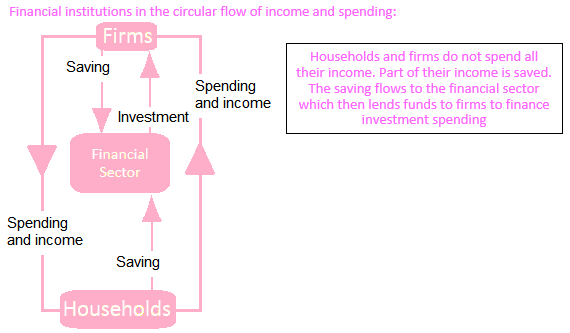 Financial institutions in the circular flow of income and spending:
Firms
Saving
Spending
and income
Investment
Financial
Sector
Spending
and income
Saving
Households
Households and firms do not spend all
their income. Part of their income is saved.
The saving flows to the financial sector
which then lends funds to firms to finance
investment spending